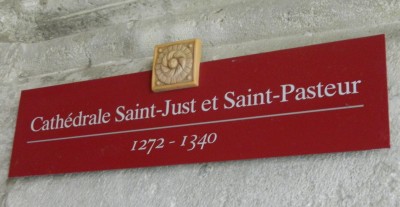 Cathédrale Saint-Just et Saint-Pasteur
1272 - 1340